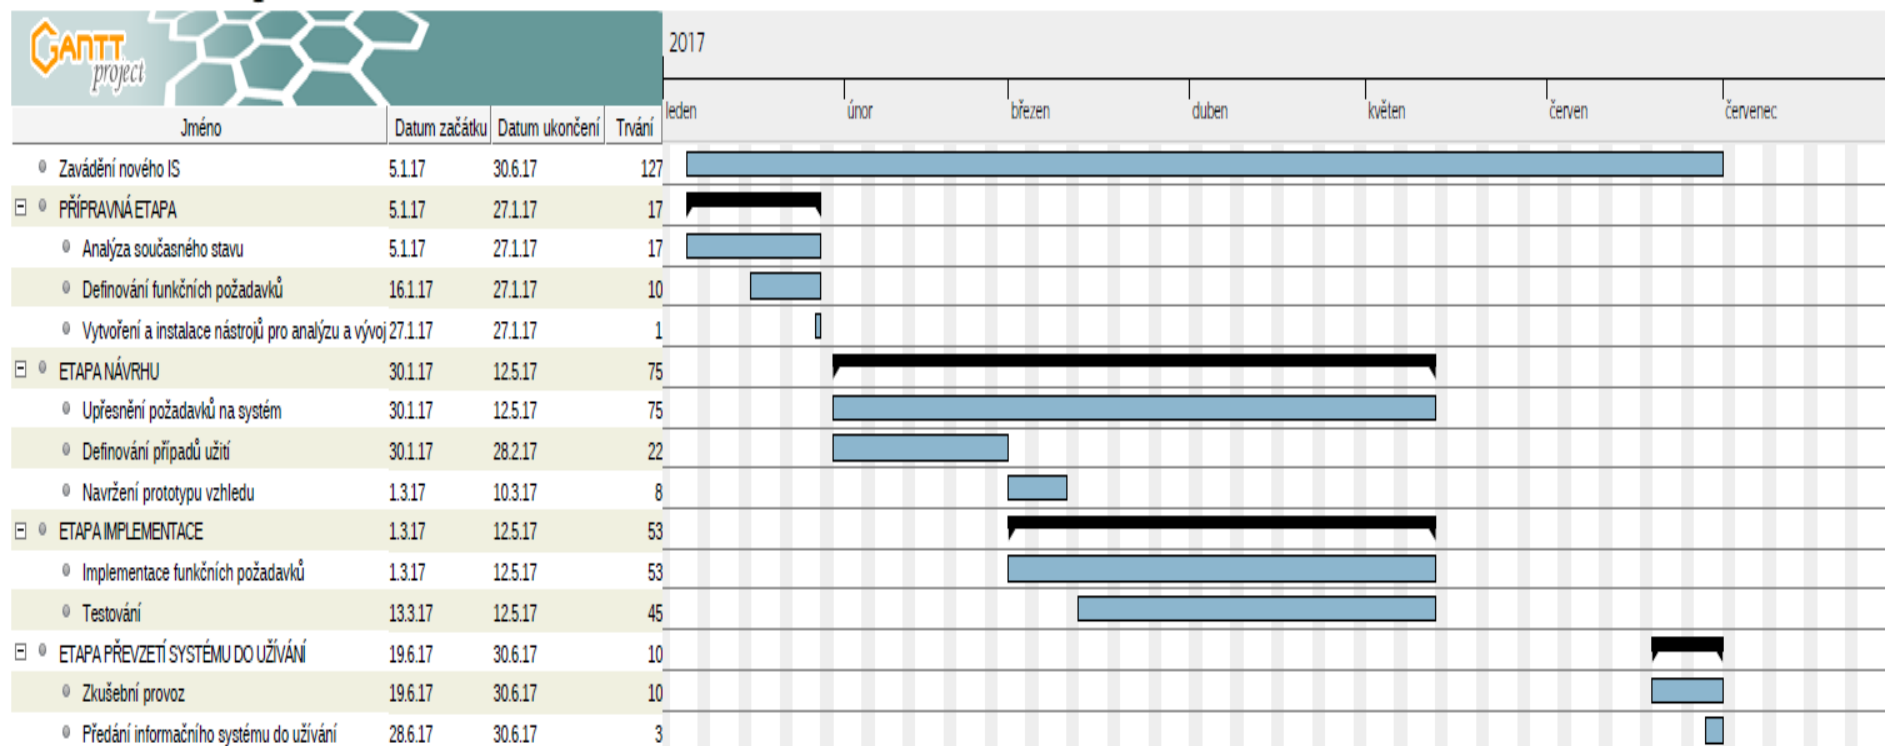 GANTT
project
2017
leden únor březen duben květen červen červenec
Jméno Datum začátku Datum ukončení Trvání
Zavádění nového IS 5.1.17 30.6.17 127
PŘÍPRAVNÁ ETAPA 5.1.17 27.1.17 17
Analýza současného stavu 5.1.17 27.1.17 17
Definování funkčních požadavků 16.1.17 27.1.17 10
Vytvoření a instalace nástrojů pro analýzu a vývoj 27.1.17 27.1.17 1
ETAPA NÁVRHU 30.1.17 12.5.17 75
Upřesnění požadavků na systém 30.1.17 12.5.17 75
Definování případů užití 30.1.17 28.2.17 22
Navržení prototypu vzhledu 1.3.17 10.3.17 8
ETAPA IMPLEMENTACE 1.3.17 12.5.17 53
Implementace funkčních požadavků 1.3.17 12.5.17 53
Testování 13.3.17 12.5.17 45
ETAPA PŘEVZETÍ SYSTÉMU DO UŽÍVÁNÍ 19.6.17 30.6.17 10
Zkušební provoz 19.6.17 30.6.17 10
Předání informačního systému do užívání 28.6.17 30.6.17 3